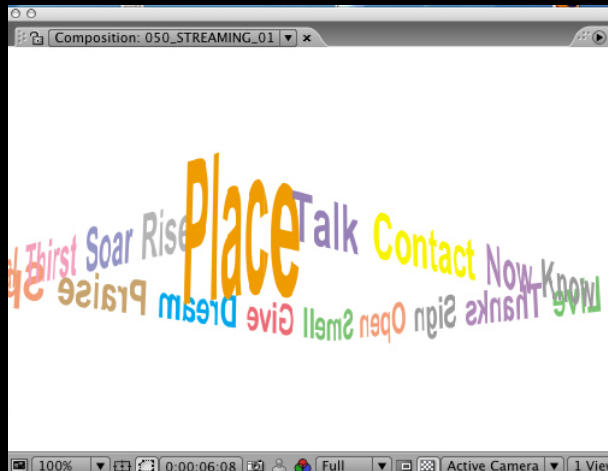 Composition: 050_STREAMING_01
Thirst Soar Rise Place Talk Contact Now Know
Praise Dream Give Smell Open Sign Thanks Live
100% 0:00:06:08 Full Active Camera 1 View